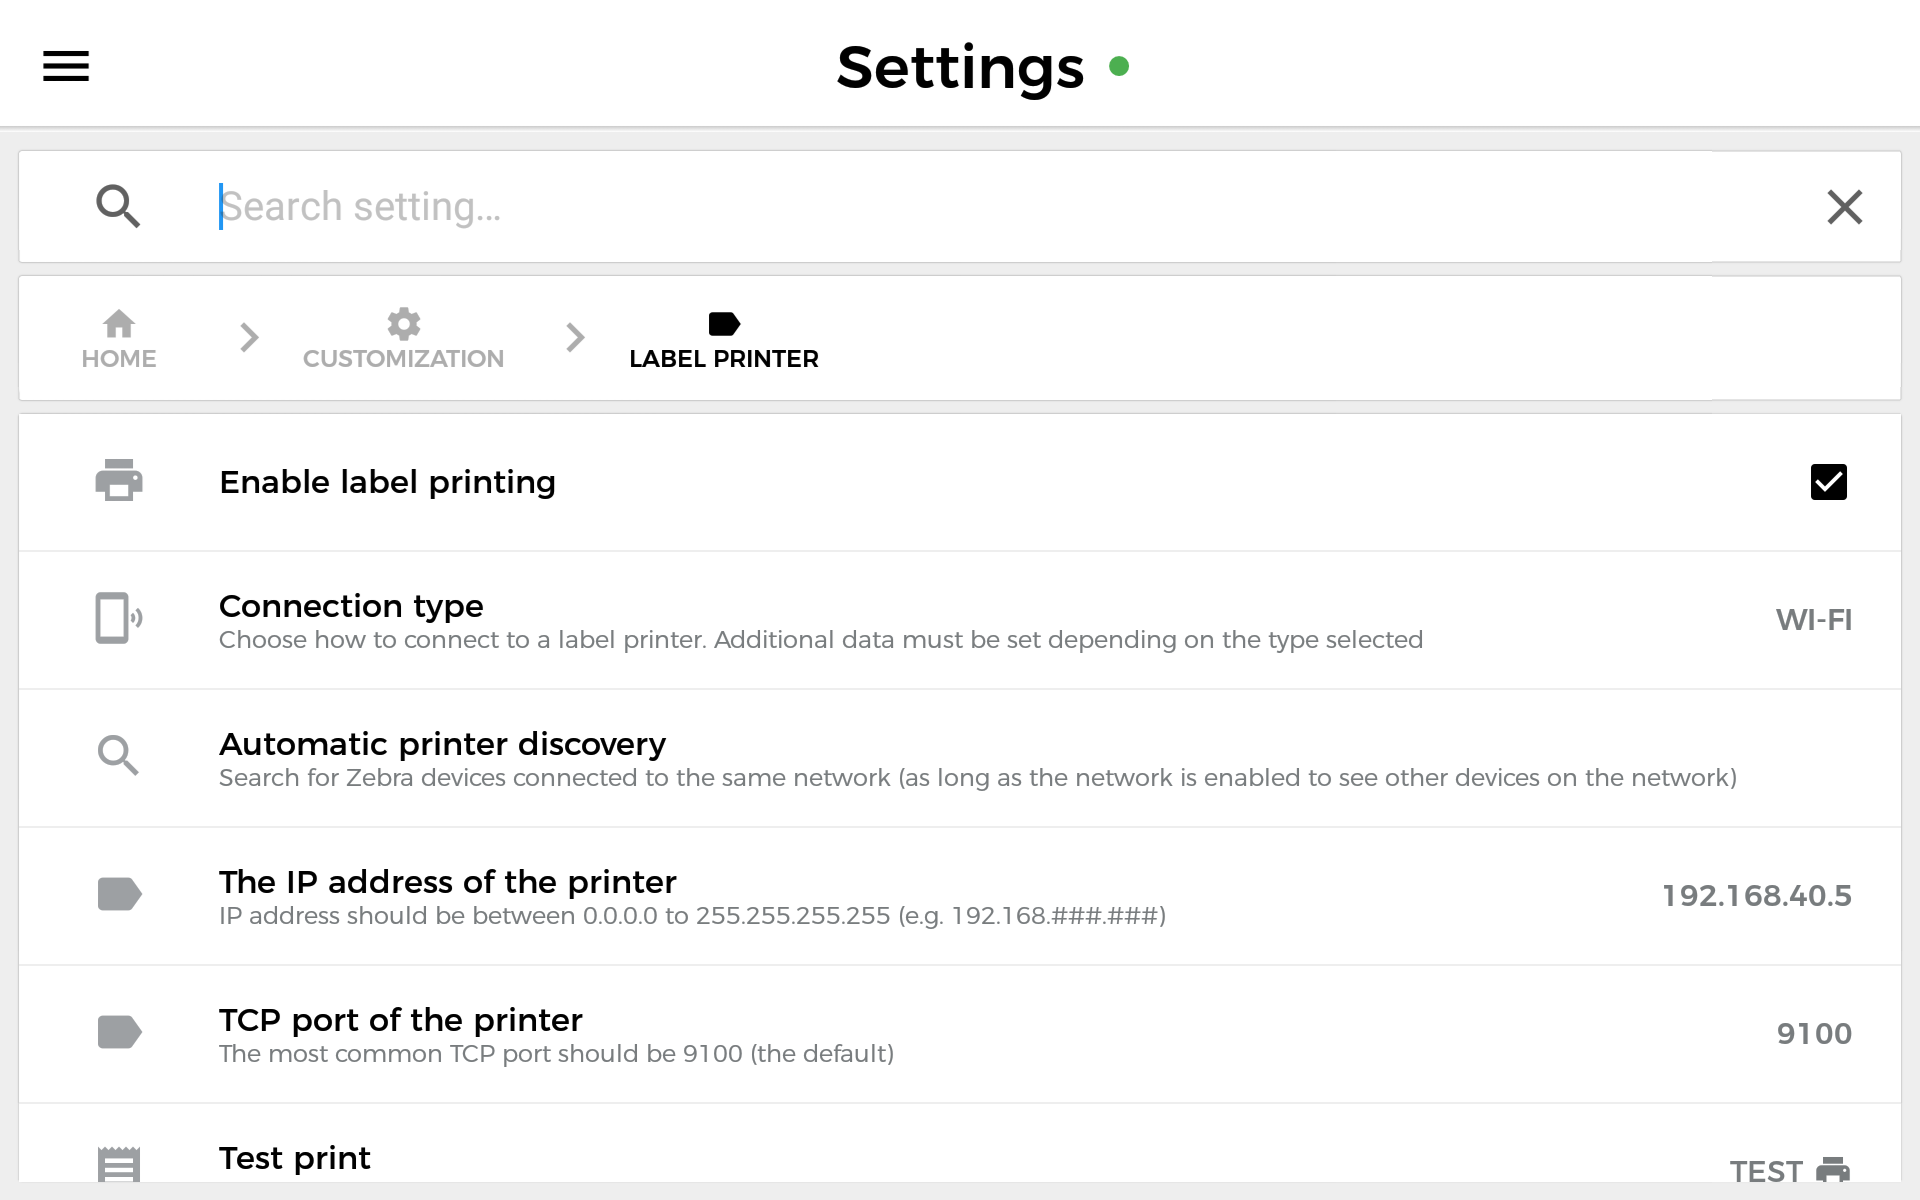 Settings
Search setting...
HOME
CUSTOMIZATION
LABEL PRINTER
Enable label printing
Connection type
Choose how to connect to a label printer. Additional data must be set depending on the type selected
WI-FI
Automatic printer discovery
Search for Zebra devices connected to the same network (as long as the network is enabled to see other devices on the network)
The IP address of the printer
IP address should be between 0.0.0.0 to 255.255.255.255 (e.g. 192.168.###.###)
192.168.40.5
TCP port of the printer
The most common TCP port should be 9100 (the default)
9100
Test print
TEST